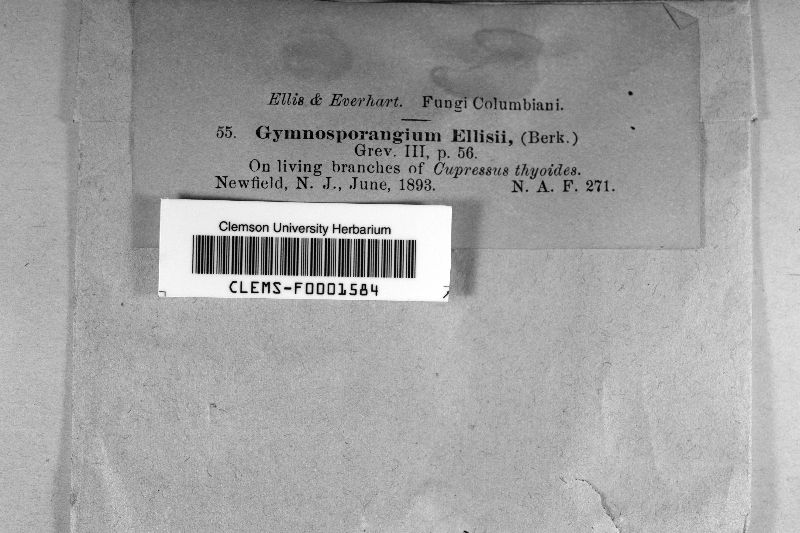 Ellis & Everhart. Fungi Columbiani.
55. Gymnosporangium Ellisii, (Berk.)
Grev. III, p. 56.
On living branches of Cupressus thyoides.
Newfield, N. J., June, 1893. N. A. F. 271.
Clemson University Herbarium
CLEMS-F0001584